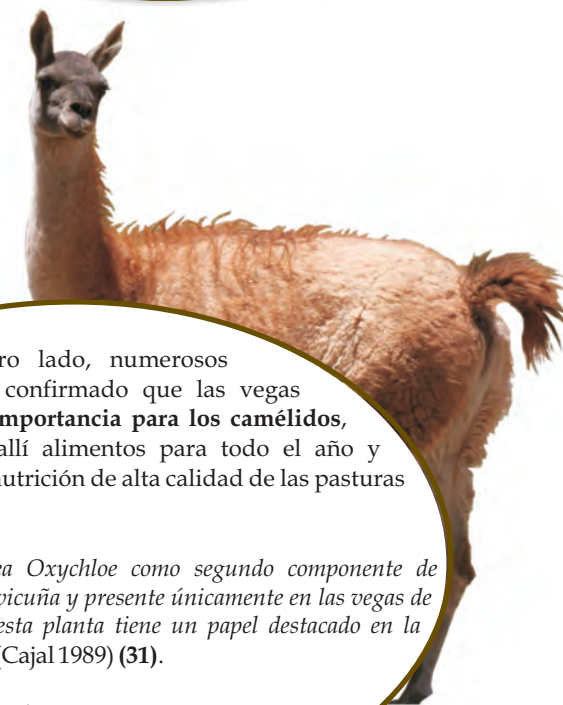 ro lado, numerosos
confirmado que las vegas
mportancia para los camélidos,
allí alimentos para todo el año y
nutrición de alta calidad de las pasturas
ea Oxychloe como segundo componente de
vicuña y presente únicamente en las vegas de
esta planta tiene un papel destacado en la
(Cajal 1989) (31).